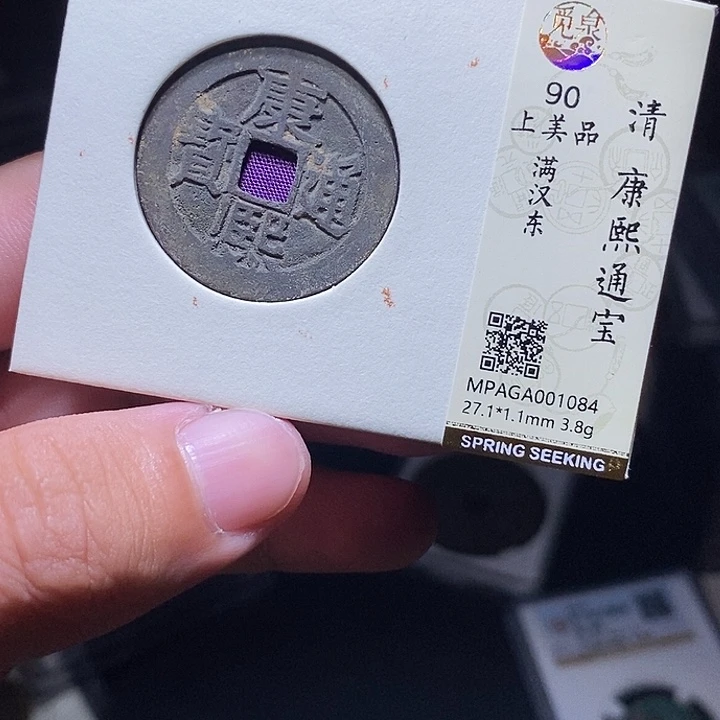 康熙通寳
觅泉
90
上美品
满汉东
清 康熙通宝
MPAGA001084
27.1*1.1mm 3.8g
SPRING SEEKING